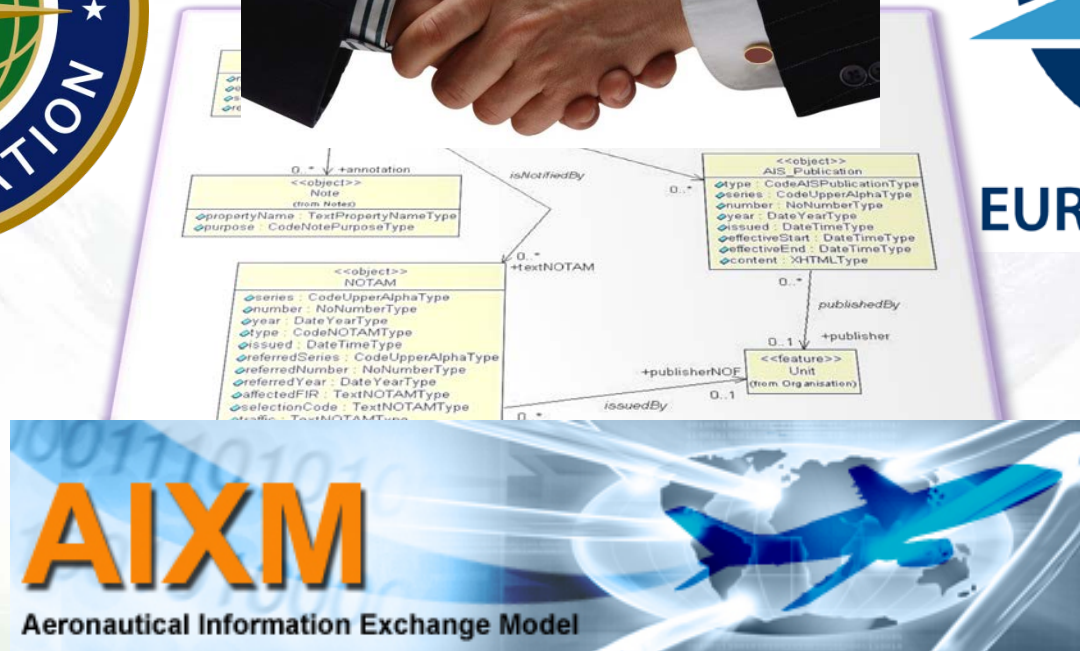 TION
EUR
0..* +annotation
<<object>>
Note
(from Notes)
propertyName : TextPropertyNameType
purpose : CodeNotePurposeType
isNotifiedBy
0..*
<<object>>
AIS_Publication
type : CodeAISPublicationType
series : CodeUpperAlphaType
number : NoNumberType
year : DateYearType
issued : DateTimeType
effectiveStart : DateTimeType
effectiveEnd : DateTimeType
content : XHTMLType
0..*
+textNOTAM
<<object>>
NOTAM
series : CodeUpperAlphaType
number : NoNumberType
year : DateYearType
type : CodeNOTAMType
issued : DateTimeType
referredSeries : CodeUpperAlphaType
referredNumber : NoNumberType
referredYear : DateYearType
affectedFIR : TextNOTAMType
selectionCode : TextNOTAMType
traffic : TextNOTAMType
0..*
publishedBy
0..1 +publisher
<<feature>>
Unit
(from Organisation)
+publisherNOF
0..1
issuedBy
0..*
AIXM
Aeronautical Information Exchange Model